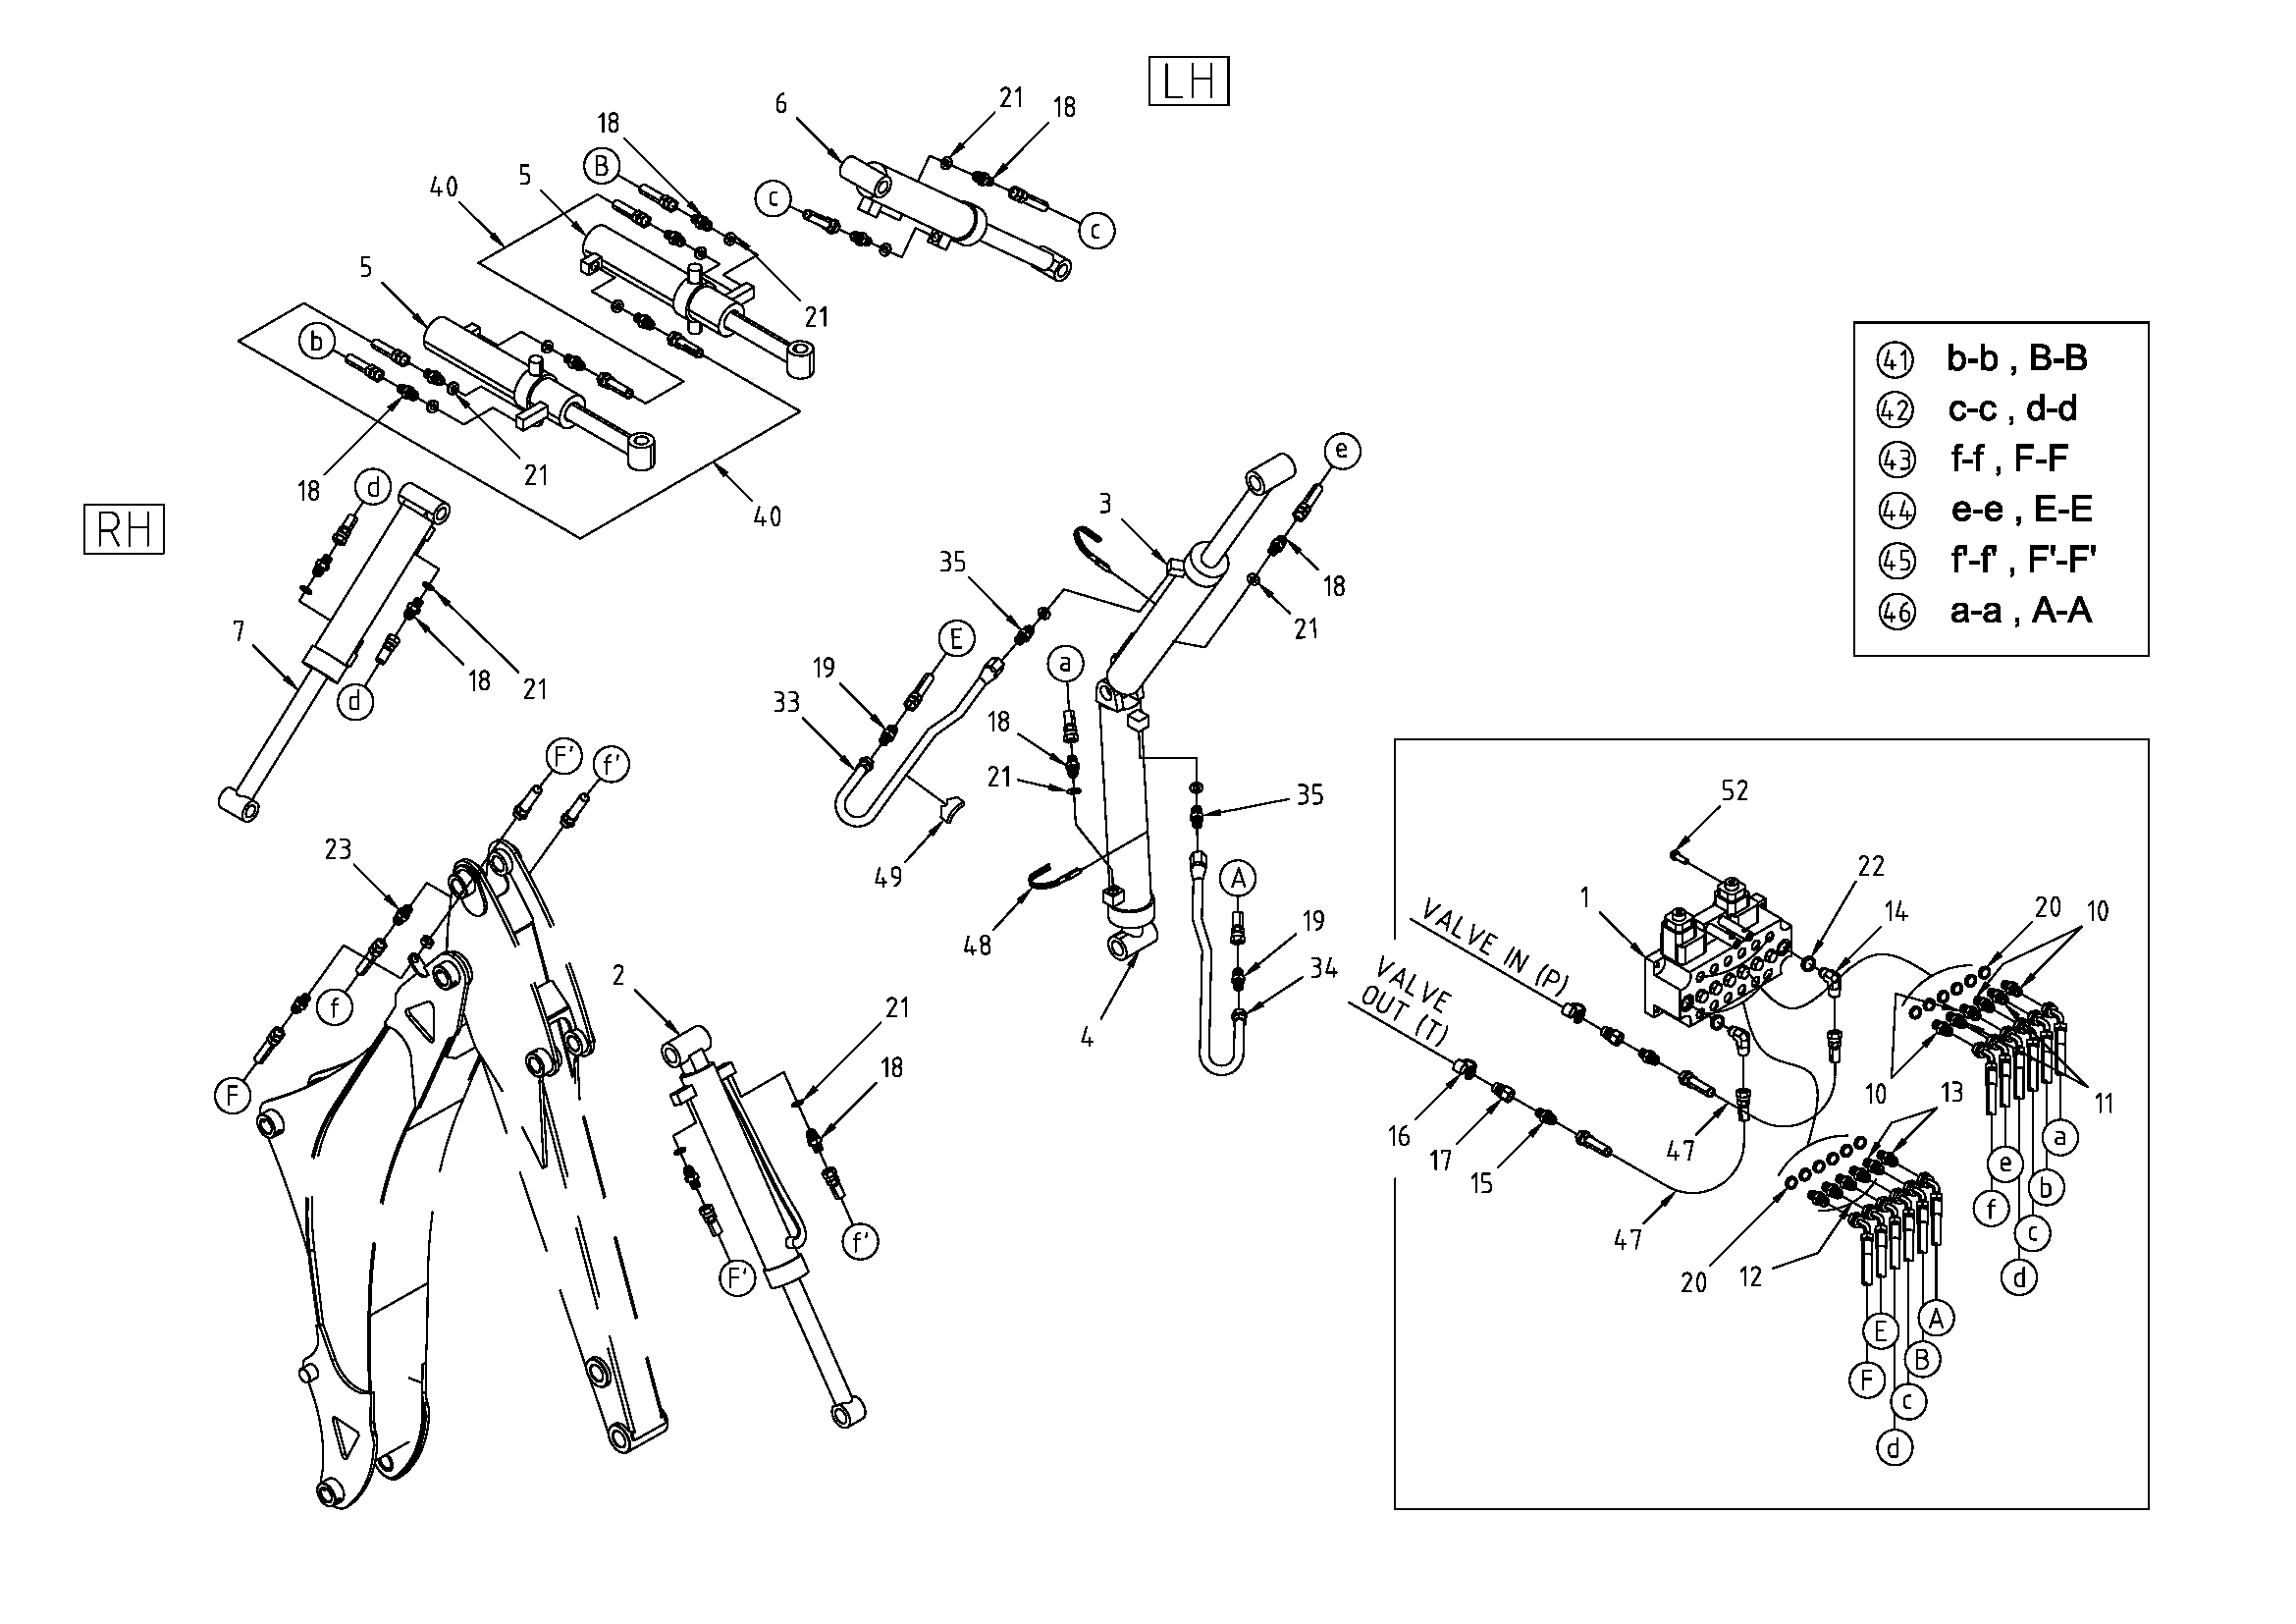 LH
6
21
18
18
B
5
40
c
c
5
21
b
41 b-b , B-B
42 c-c , d-d
43 f-f , F-F
44 e-e , E-E
45 f'-f' , F'-F'
46 a-a , A-A
18
21
40
d
RH
e
3
35
18
21
7
18
21
d
E
a
19
33
18
21
35
F'
f'
23
49
A
48
19
34
4
f
F
2
21
18
F'
f'
52
22
1
14
20
10
VALVE IN (P)
VALVE
OUT (T)
10
11
13
16
17
15
47
47
12
20
a
e
b
f
c
d
A
E
B
F
c
d